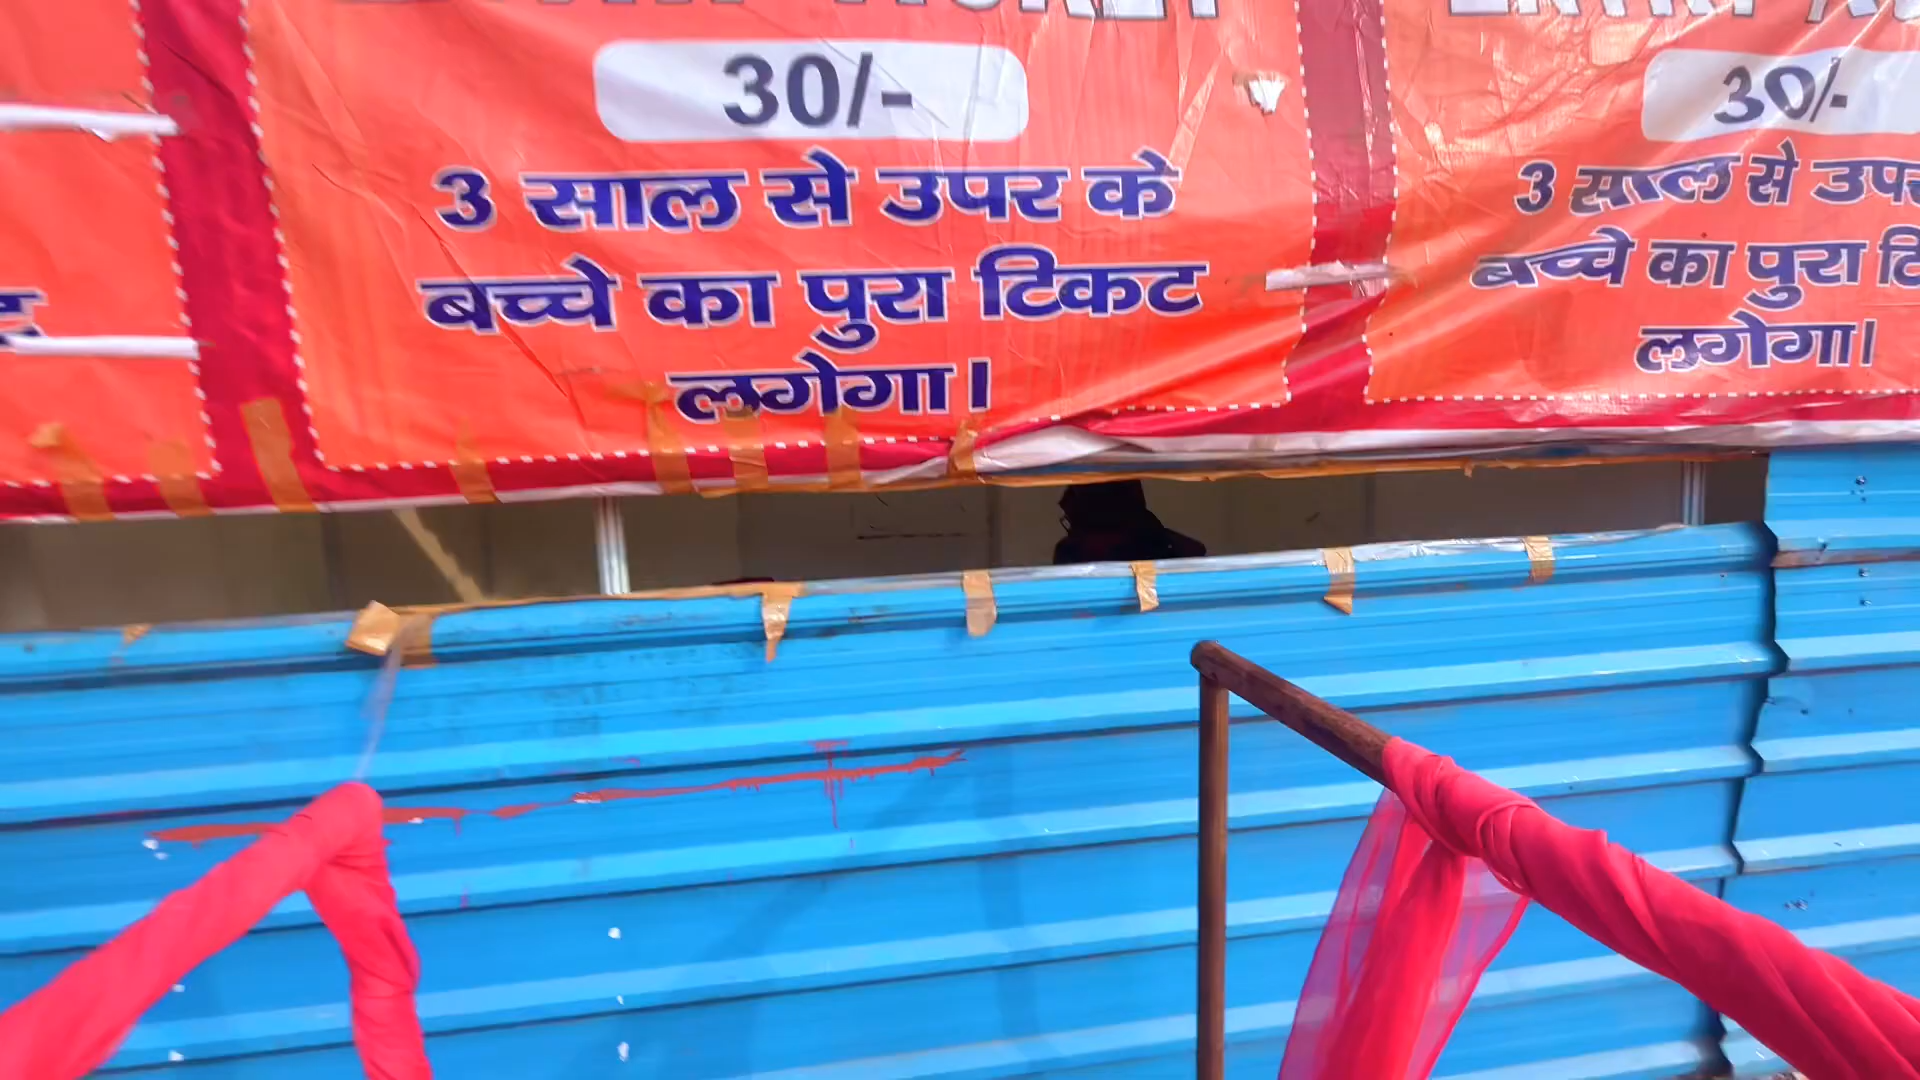 30/-
3 साल से उपर के
बच्चे का पुरा टिकट
लगेगा।
30/-
3 साल से
बच्चे का पुरा
लगेगा।